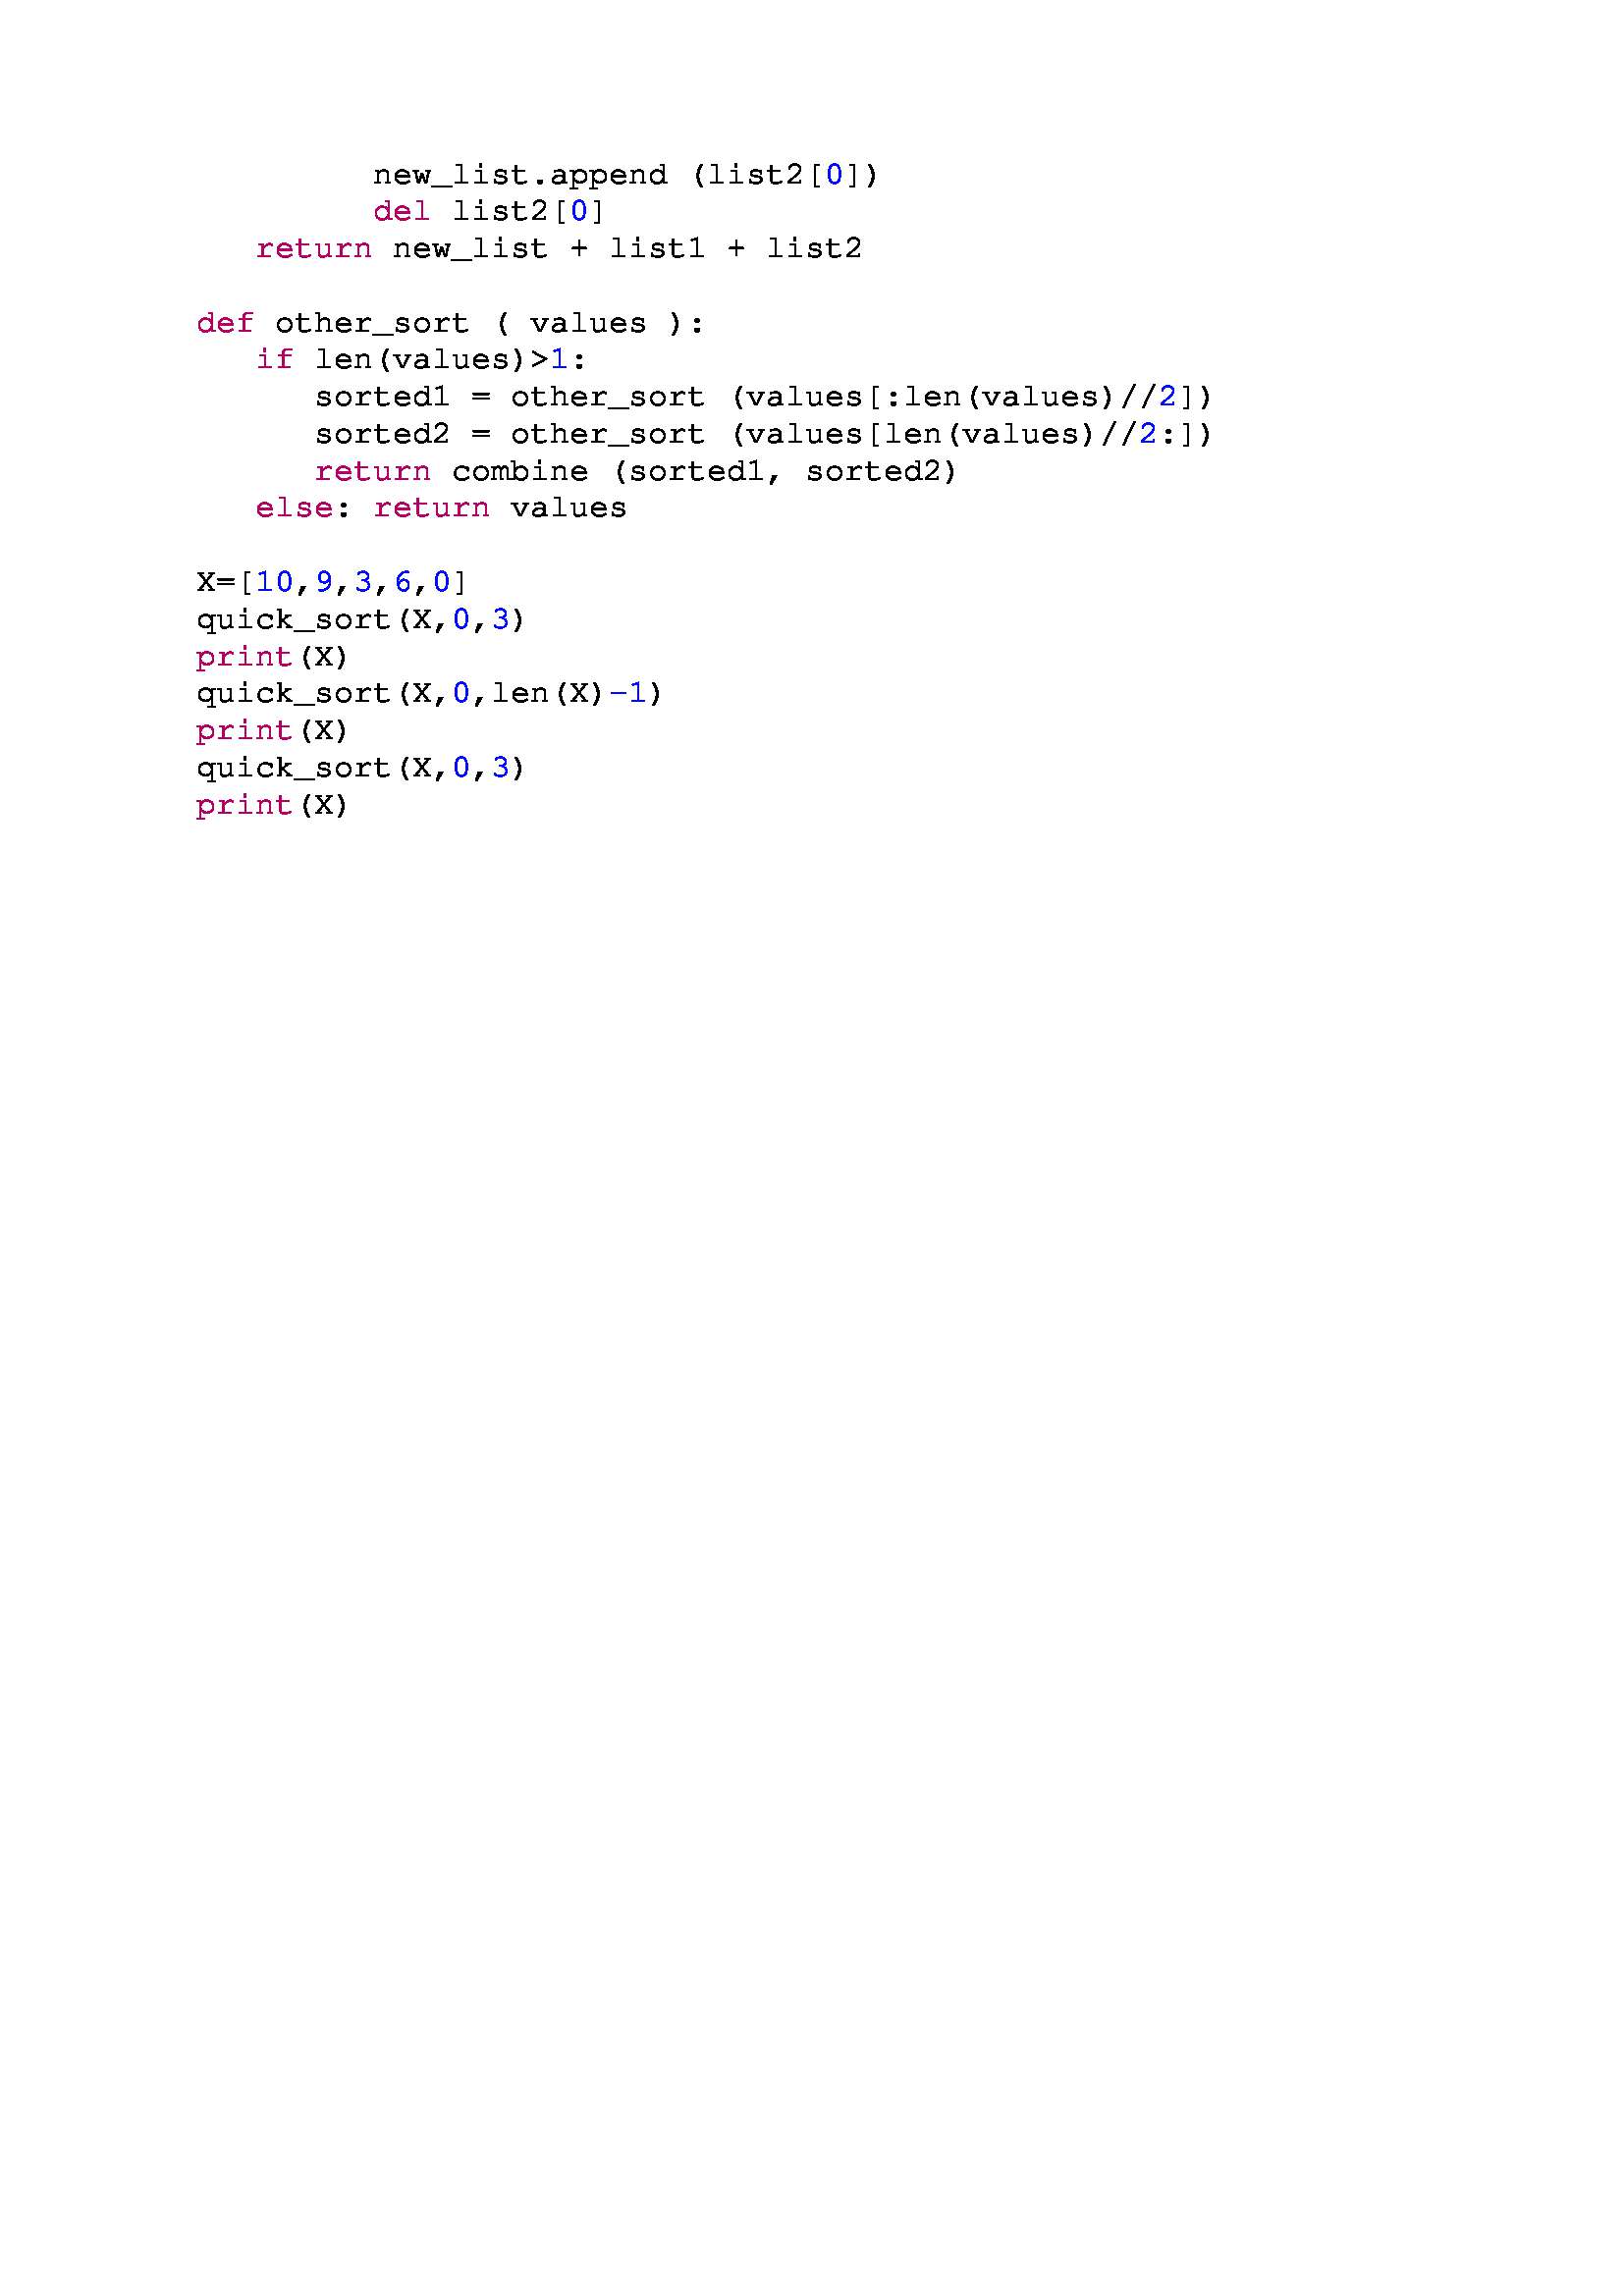 new_list.append (list2[0])
del list2[0]
return new_list + list1 + list2
def other_sort ( values ):
if len(values)>1:
sorted1 = other_sort (values[:len(values)//2])
sorted2 = other_sort (values[len(values)//2:])
return combine (sorted1, sorted2)
else: return values
X=[10,9,3,6,0]
quick_sort(X,0,3)
print(X)
quick_sort(X,0,len(X)-1)
print(X)
quick_sort(X,0,3)
print(X)